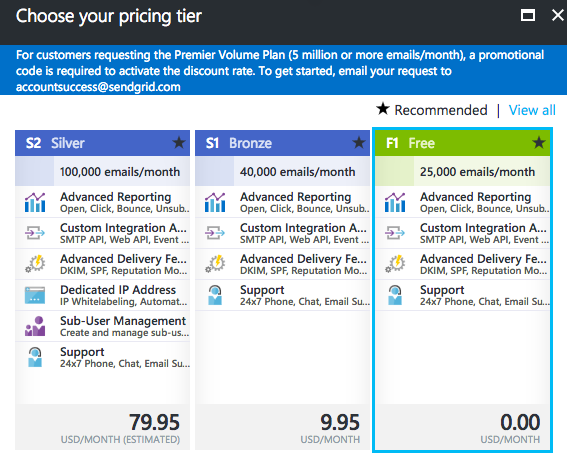 Choose your pricing tier
For customers requesting the Premier Volume Plan (5 million or more emails/month), a promotional
code is required to activate the discount rate. To get started, email your request to
accountsuccess@sendgrid.com
★ Recommended | View all
S2 Silver
100,000 emails/month
Advanced Reporting
Open, Click, Bounce, Unsub...
Custom Integration A...
SMTP API, Web API, Event ...
Advanced Delivery Fe...
DKIM, SPF, Reputation Mo...
Dedicated IP Address
IP Whitelabeling, Automat...
Sub-User Management
Create and manage sub-us...
Support
24x7 Phone, Chat, Email Su...
79.95
USD/MONTH (ESTIMATED)
S1 Bronze
40,000 emails/month
Advanced Reporting
Open, Click, Bounce, Unsub..
Custom Integration A...
SMTP API, Web API, Event ...
Advanced Delivery Fe...
DKIM, SPF, Reputation Mo...
Support
24x7 Phone, Chat, Email Su...
9.95
USD/MONTH
F1 Free
25,000 emails/month
Advanced Reporting
Open, Click, Bounce, Unsub...
Custom Integration A...
SMTP API, Web API, Event ...
Advanced Delivery Fe...
DKIM, SPF, Reputation Mo...
Support
24x7 Phone, Chat, Email Su...
0.00
USD/MONTH